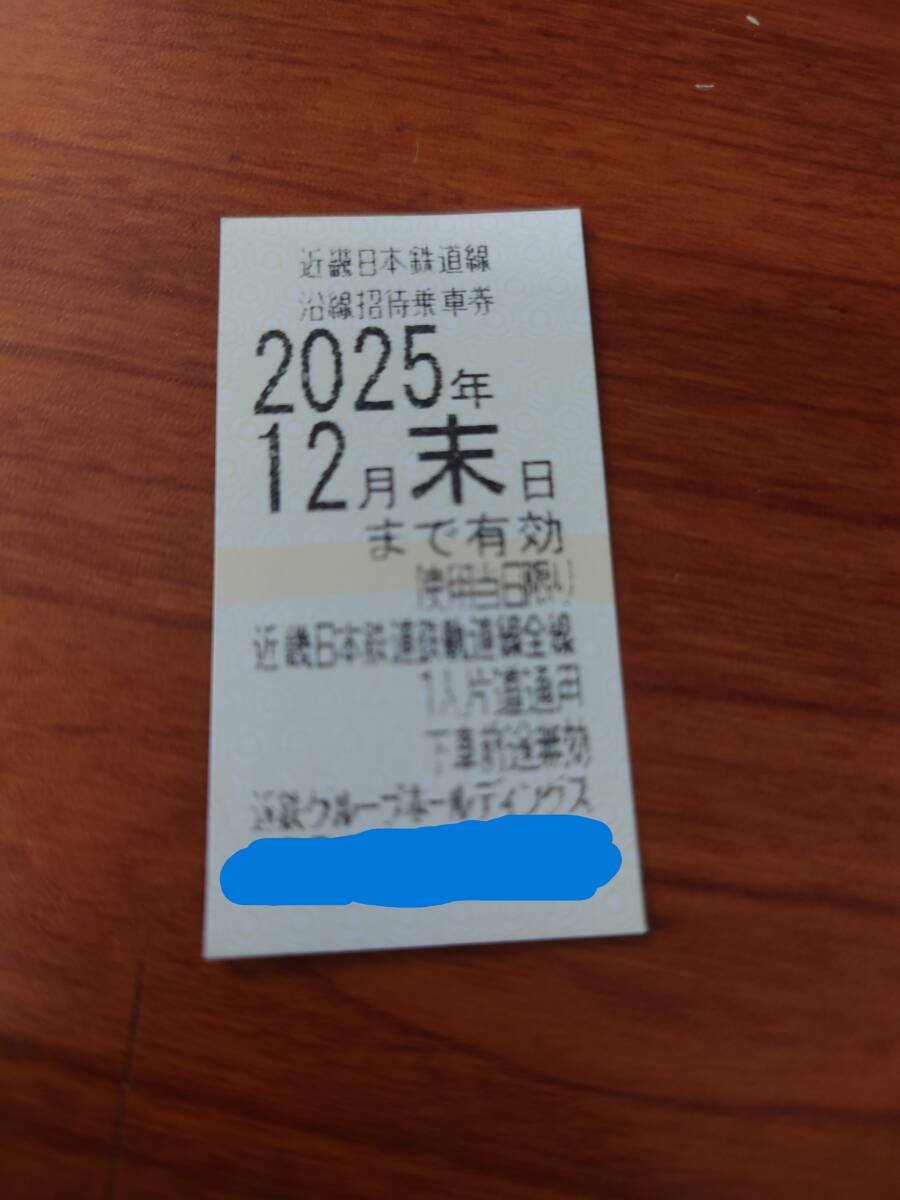 近畿日本鉄道線
沿線招待乗車券
2025年
12月末日
まで有効
使用当日限り
近畿日本鉄道鉄軌道線全線
1人片道通用
下車前途無効
近鉄グループホールディングス